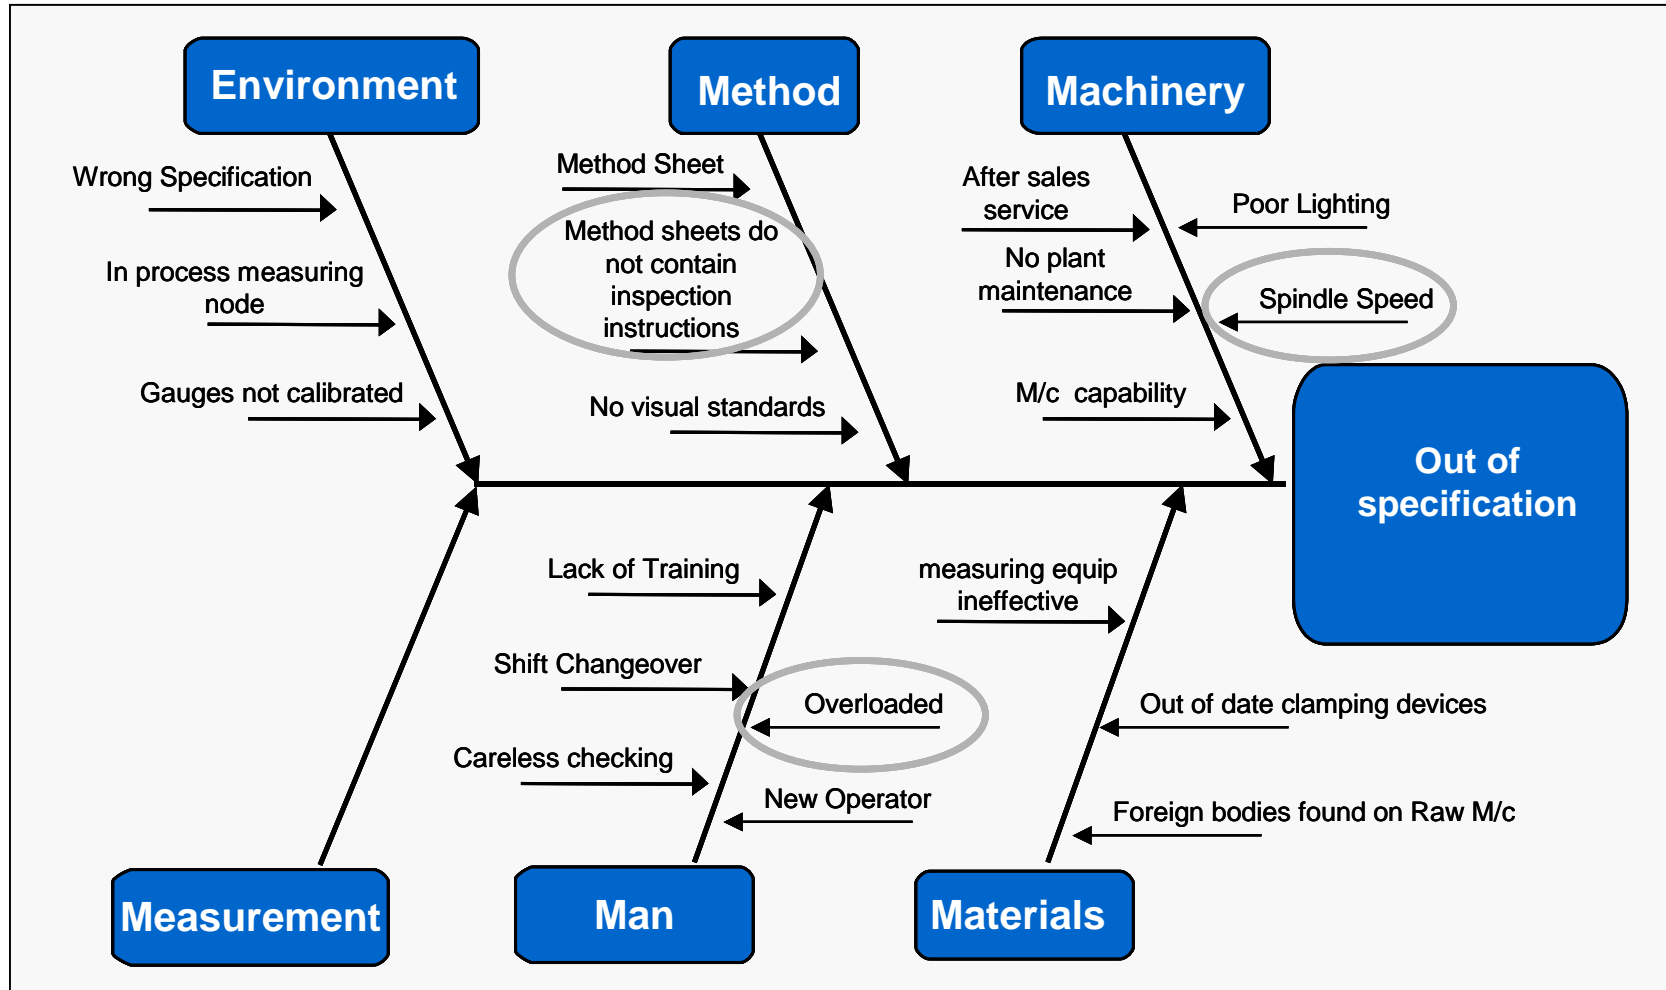 Environment
Method
Machinery
Wrong Specification
In process measuring
node
Gauges not calibrated
Method Sheet
Method sheets do
not contain
inspection
instructions
No visual standards
After sales
service
No plant
maintenance
M/c  capability
Poor Lighting
Spindle Speed
Out of
specification
Lack of Training
Shift Changeover
Careless checking
Overloaded
New Operator
measuring equip
ineffective
Out of date clamping devices
Foreign bodies found on Raw M/c
Measurement
Man
Materials